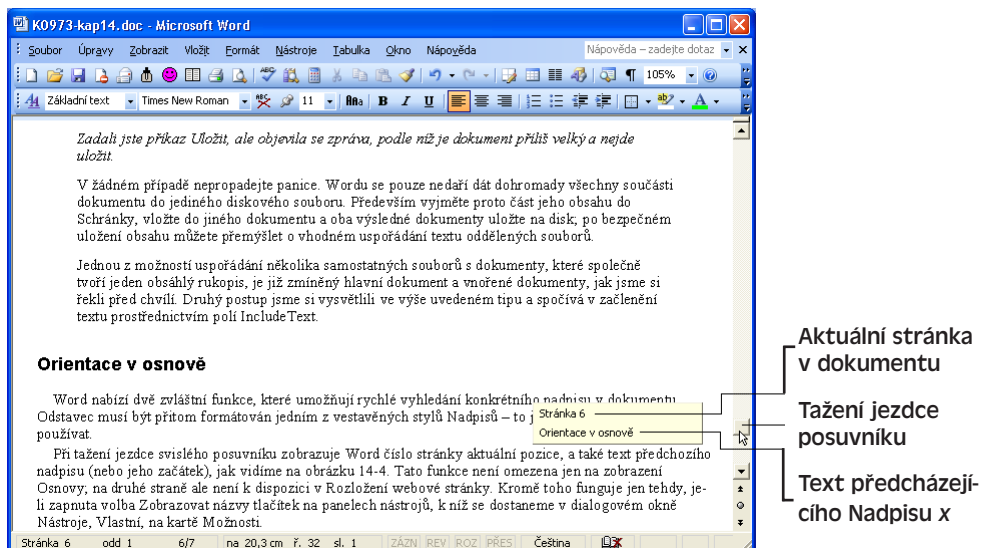 K0973-kap14.doc - Microsoft Word
Soubor Úpravy Zobrazit Vložit Formát Nástroje Tabulka Okno Nápověda Nápověda – zadejte dotaz
105%
Základní text Times New Roman 11 B I U
Zadali jste příkaz Uložit, ale objevila se zpráva, podle níž je dokument příliš velký a nejde
uložit.
V žádném případě nepropadejte panice. Wordu se pouze nedaří dát dohromady všechny součásti
dokumentu do jediného diskového souboru. Především vyjměte proto část jeho obsahu do
Schránky, vložte do jiného dokumentu a oba výsledné dokumenty uložte na disk; po bezpečném
uložení obsahu můžete přemýšlet o vhodném uspořádání textu oddělených souborů.
Jednou z možností uspořádání několika samostatných souborů s dokumenty, které společně
tvoří jeden obsáhlý rukopis, je již zmíněný hlavní dokument a vnořené dokumenty, jak jsme si
řekli před chvílí. Druhý postup jsme si vysvětlili ve výše uvedeném tipu a spočívá v začlenění
textu prostřednictvím polí IncludeText.
Orientace v osnově
Word nabízí dvě zvláštní funkce, které umožňují rychlé vyhledání konkrétního nadpisu v dokumentu.
Odstavec musí být přitom formátován jedním z vestavěných stylů Nadpisů – to j
používat.
Při tažení jezdce svislého posuvníku zobrazuje Word číslo stránky aktuální pozice, a také text předchozího
nadpisu (nebo jeho začátek), jak vidíme na obrázku 14-4. Tato funkce není omezena jen na zobrazení
Osnovy; na druhé straně ale není k dispozici v Rozložení webové stránky. Kromě toho funguje jen tehdy, je-
li zapnuta volba Zobrazovat názvy tlačítek na panelech nástrojů, k níž se dostaneme v dialogovém okně
Nástroje, Vlastní, na kartě Možnosti.
Stránka 6
Orientace v osnově
Stránka 6 odd 1 6/7 na 20,3 cm ř. 32 sl. 1 ZÁZN REV ROZ PŘES Čeština
Aktuální stránka
v dokumentu
Tažení jezdce
posuvníku
Text předcházejí-
cího Nadpisu x